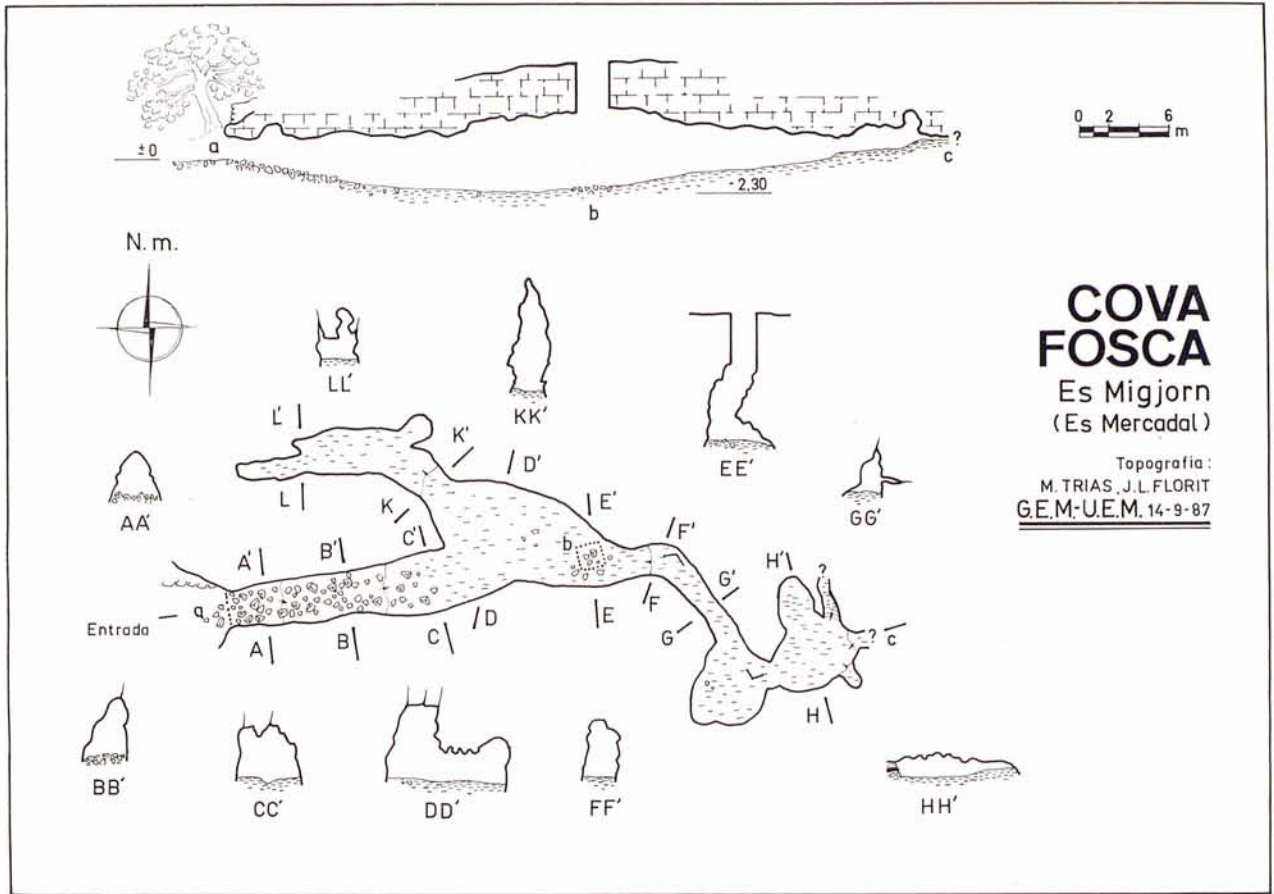 ±0
a
-2,30
b
? c
0 2 6
m
N. m.
COVA
FOSCA
Es Migjorn
(Es Mercadal)
Topografia :
M. TRIAS, J.L. FLORIT
G.E.M.-U.E.M. 14-9-87
LL'
KK'
EE'
GG'
AA'
L'
K'
D'
E'
F'
L
K
C'
B'
A'
b
G'
H'
?
a
Entrada
A
B
C
D
E
F
G
? c
H
BB'
CC'
DD'
FF'
HH'